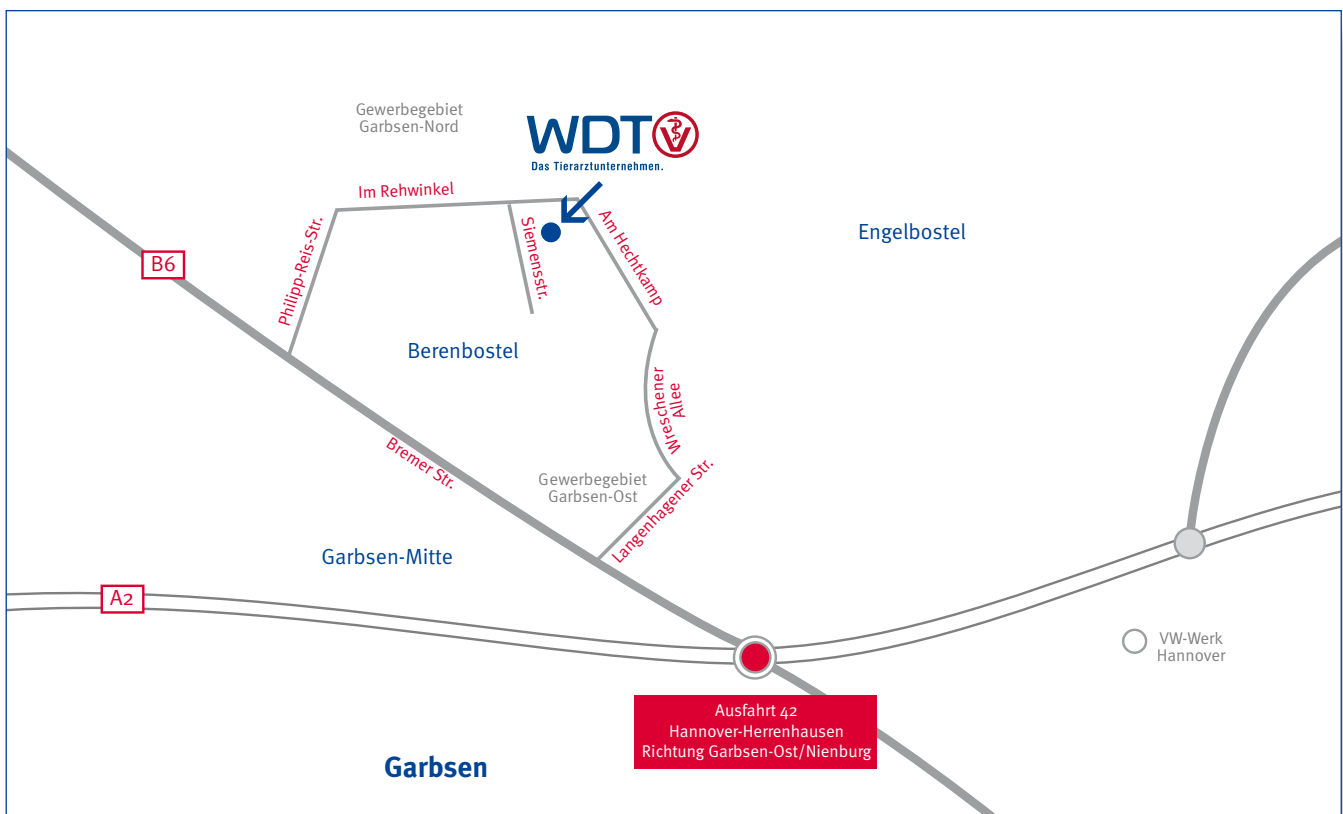 Gewerbegebiet
Garbsen-Nord
WDT
V
Das Tierarztunternehmen.
Im Rehwinkel
Philipp-Reis-Str.
Siemensstr.
Am Hechtkamp
Engelbostel
B6
Berenbostel
Wreschener
Allee
Bremer Str.
Gewerbegebiet
Garbsen-Ost
Langenhagener Str.
Garbsen-Mitte
A2
VW-Werk
Hannover
Ausfahrt 42
Hannover-Herrenhausen
Richtung Garbsen-Ost/Nienburg
Garbsen